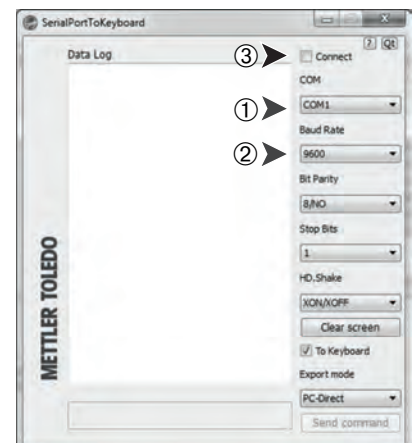 SerialPortToKeyboard
? Qt
Data Log
③ Connect
COM
① COM1
Baud Rate
② 9600
Bit Parity
8/NO
Stop Bits
1
HD.Shake
XON/XOFF
Clear screen
To Keyboard
Export mode
PC-Direct
Send command
METTLER TOLEDO